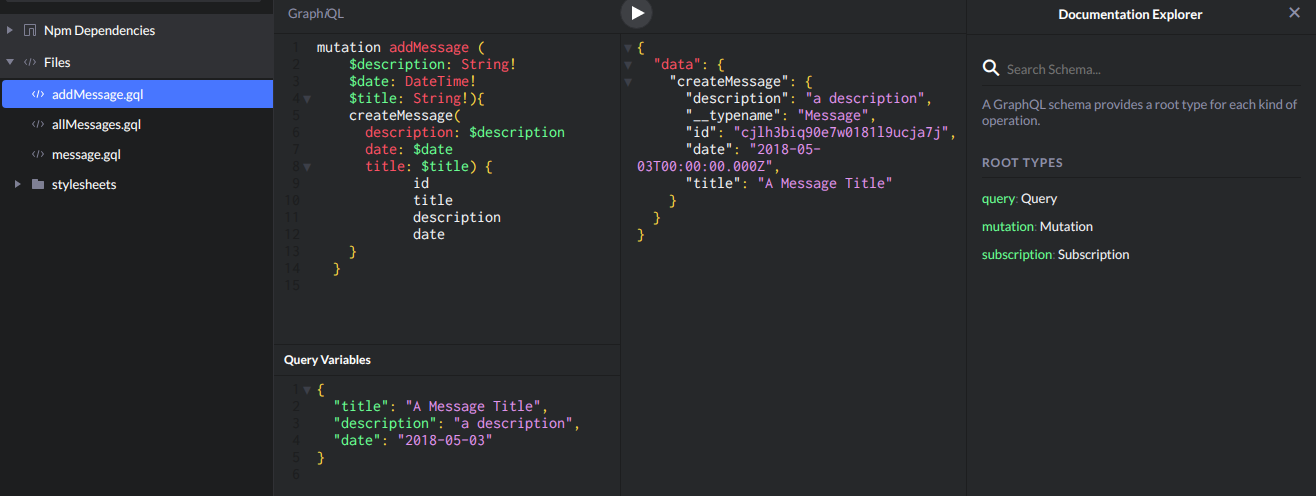 Npm Dependencies
Files
addMessage.gql
allMessages.gql
message.gql
stylesheets
GraphiQL
1 mutation addMessage (
2 $description: String!
3 $date: DateTime!
4 $title: String!){
5 createMessage(
6 description: $description
7 date: $date
8 title: $title) {
9 id
10 title
11 description
12 date
13 }
14 }
15
Query Variables
1 {
2 "title": "A Message Title",
3 "description": "a description",
4 "date": "2018-05-03"
5 }
6
{
"data": {
"createMessage": {
"description": "a description",
"__typename": "Message",
"id": "cjlh3biq90e7w0181l9ucja7j",
"date": "2018-05-
03T00:00:00.000Z",
"title": "A Message Title"
}
}
}
Documentation Explorer
Search Schema...
A GraphQL schema provides a root type for each kind of
operation.
ROOT TYPES
query: Query
mutation: Mutation
subscription: Subscription